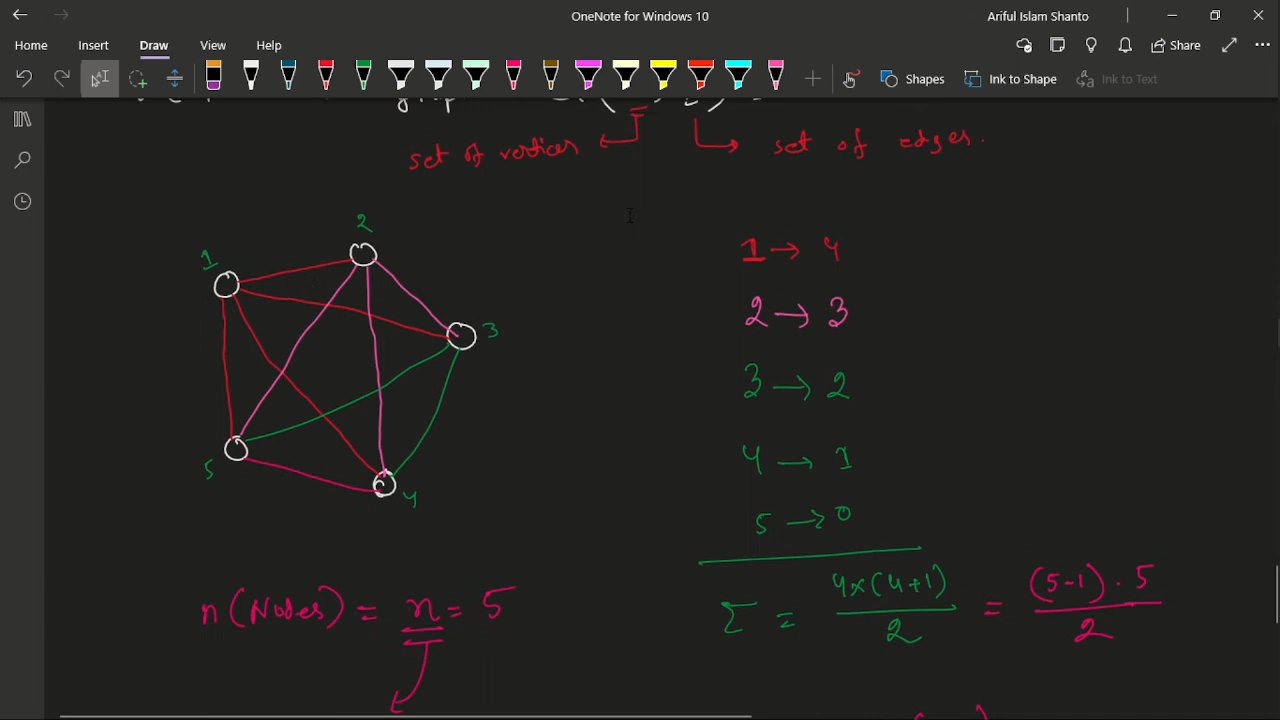 OneNote for Windows 10
Ariful Islam Shanto
Home Insert Draw View Help
Share
Shapes Ink to Shape Ink to Text
set of vertices ← → set of edges.
1 2 3 4 5
1 → 4
2 → 3
3 → 2
4 → 1
5 → 0
Σ = 4×(4+1) / 2 = (5-1) · 5 / 2
n(Nodes) = n = 5